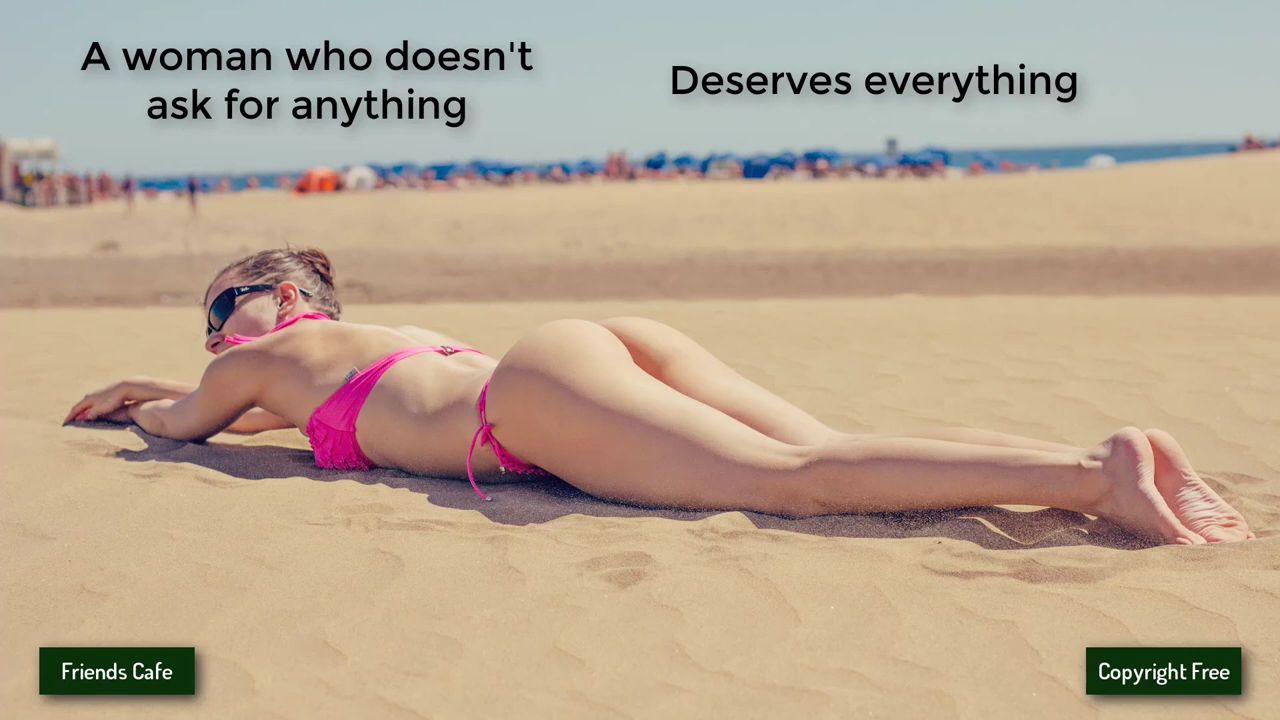 A woman who doesn't
ask for anything
Deserves everything
Friends Cafe
Copyright Free